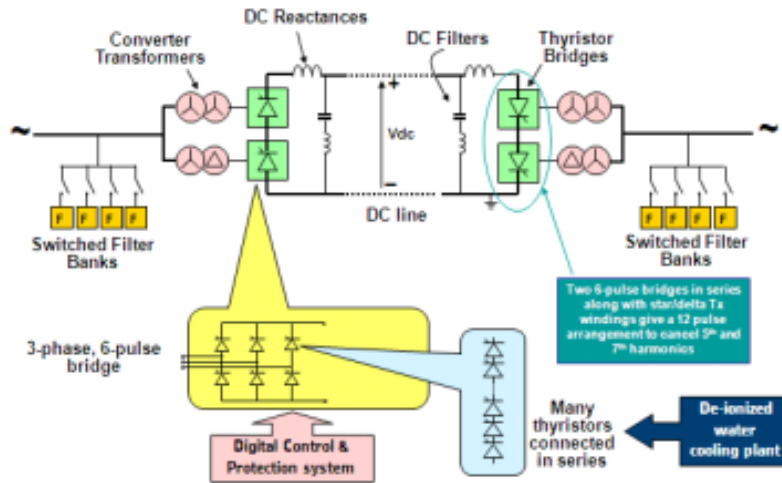 DC Reactances
Converter
Transformers
DC Filters
Thyristor
Bridges
+
~
Vdc
~
−
DC line
F F F F
F F F F
Switched Filter
Banks
Switched Filter
Banks
Two 6-pulse bridges in series
along with star/delta Tx
windings give a 12 pulse
arrangement to cancel 5th and
7th harmonics
3-phase, 6-pulse
bridge
Many
thyristors
connected
in series
De-ionized
water
cooling plant
Digital Control &
Protection system